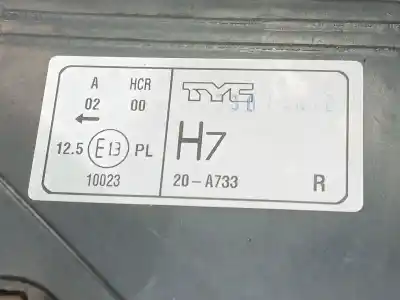 A HCR
02 00
←
12.5 E13 PL
10023
TYC
H7
20-A733 R